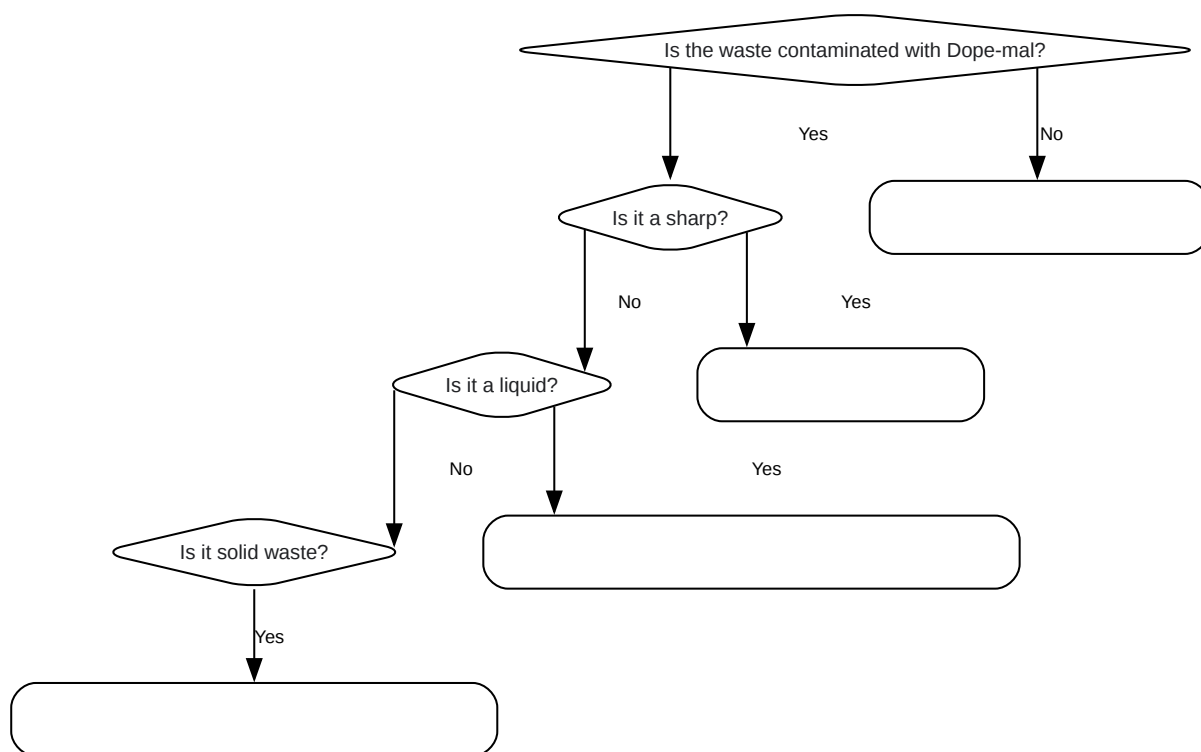 Is the waste contaminated with Dope-mal?
Yes
No
Is it a sharp?
No
Yes
Is it a liquid?
No
Yes
Is it solid waste?
Yes